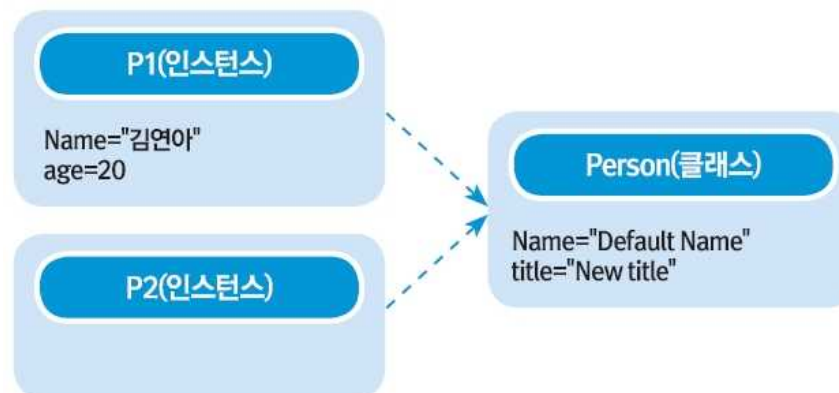 P1(인스턴스)
Name="김연아"
age=20
P2(인스턴스)
Person(클래스)
Name="Default Name"
title="New title"